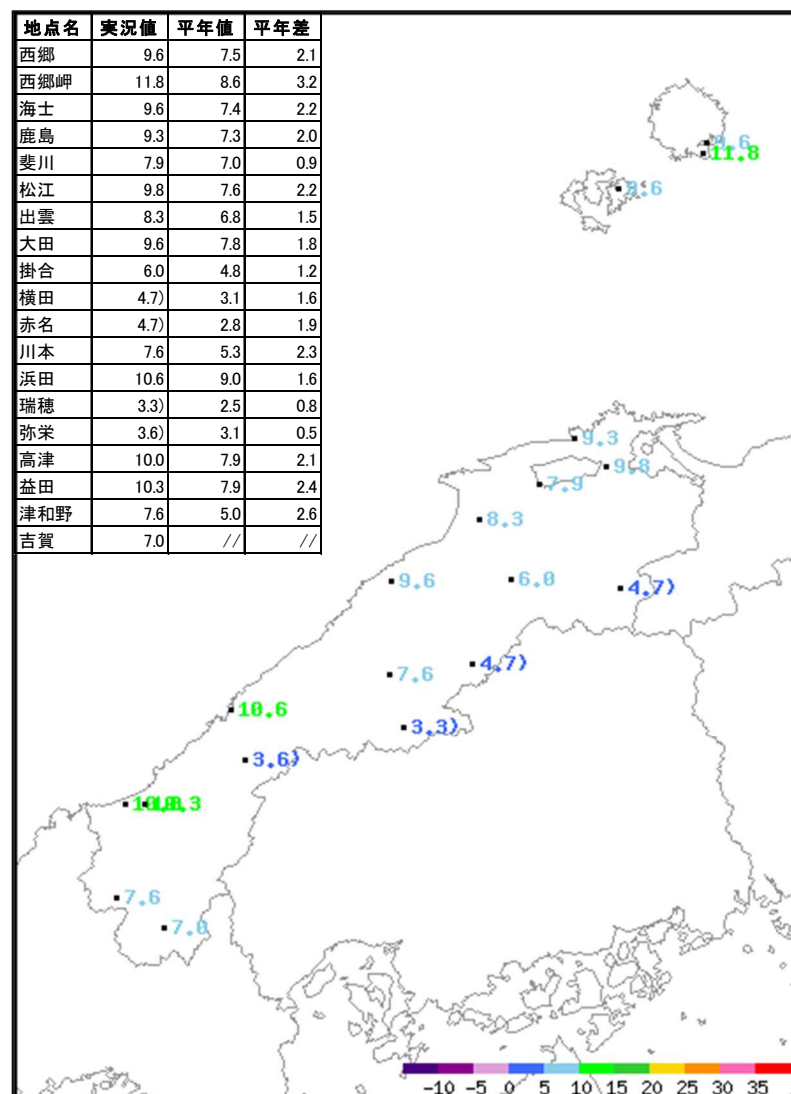 地点名 実況値 平年値 平年差
西郷 9.6 7.5 2.1
西郷岬 11.8 8.6 3.2
海士 9.6 7.4 2.2
鹿島 9.3 7.3 2.0
斐川 7.9 7.0 0.9
松江 9.8 7.6 2.2
出雲 8.3 6.8 1.5
大田 9.6 7.8 1.8
掛合 6.0 4.8 1.2
横田 4.7) 3.1 1.6
赤名 4.7) 2.8 1.9
川本 7.6 5.3 2.3
浜田 10.6 9.0 1.6
瑞穂 3.3) 2.5 0.8
弥栄 3.6) 3.1 0.5
高津 10.0 7.9 2.1
益田 10.3 7.9 2.4
津和野 7.6 5.0 2.6
吉賀 7.0 // //
9.6
11.8
9.6
9.3
9.8
7.9
8.3
9.6 6.0 4.7)
4.7)
7.6
10.6
3.3)
3.6)
10.0 10.3
7.6
7.0
-10 -5 0 5 10 15 20 25 30 35